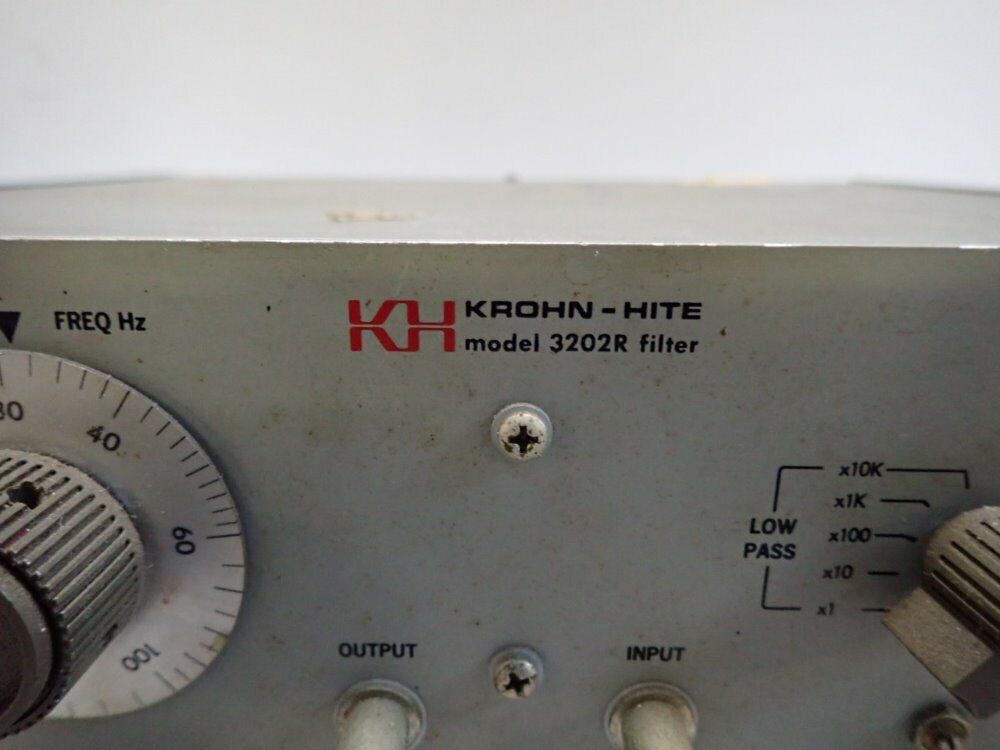 FREQ Hz
KH KROHN-HITE
model 3202R filter
40
60
100
x10K
x1K
LOW
PASS
x100
x10
x1
OUTPUT
INPUT